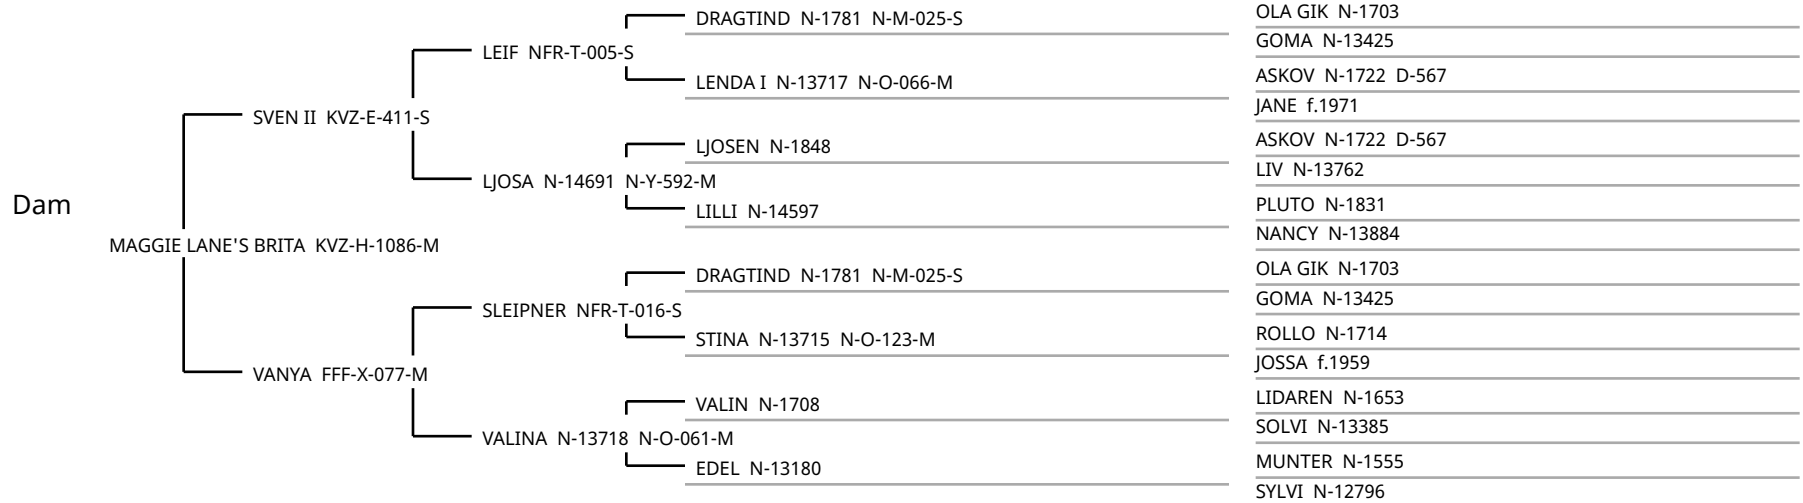 DRAGTIND N-1781 N-M-025-S
OLA GIK N-1703
GOMA N-13425
LEIF NFR-T-005-S
LENDA I N-13717 N-O-066-M
ASKOV N-1722 D-567
JANE f.1971
SVEN II KVZ-E-411-S
LJOSEN N-1848
ASKOV N-1722 D-567
LIV N-13762
LJOSA N-14691 N-Y-592-M
LILLI N-14597
PLUTO N-1831
NANCY N-13884
Dam
MAGGIE LANE'S BRITA KVZ-H-1086-M
DRAGTIND N-1781 N-M-025-S
OLA GIK N-1703
GOMA N-13425
SLEIPNER NFR-T-016-S
STINA N-13715 N-O-123-M
ROLLO N-1714
JOSSA f.1959
VANYA FFF-X-077-M
VALIN N-1708
LIDAREN N-1653
SOLVI N-13385
VALINA N-13718 N-O-061-M
EDEL N-13180
MUNTER N-1555
SYLVI N-12796